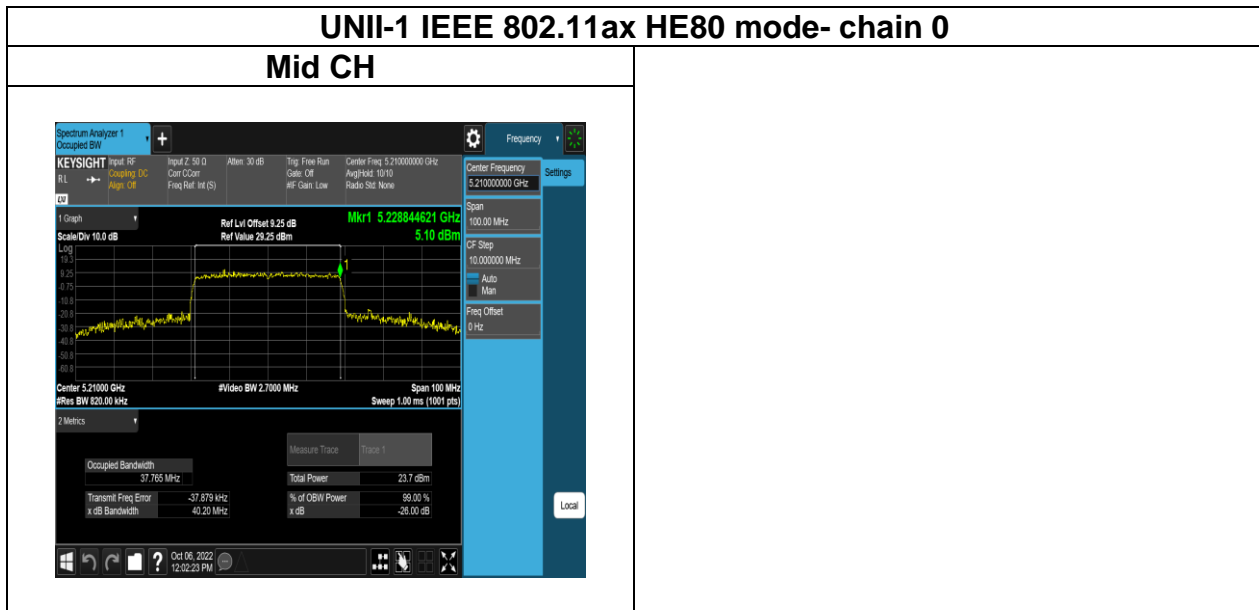 UNII-1 IEEE 802.11ax HE80 mode- chain 0
Mid CH
Spectrum Analyzer 1
Occupied BW
Frequency
KEYSIGHT
RL
Input: RF
Coupling: DC
Align: Off
Input Z: 50 Ω
Corr CCorr
Freq Ref: Int (S)
Atten: 30 dB
Trig: Free Run
Gate: Off
#IF Gain: Low
Center Freq: 5.210000000 GHz
Avg|Hold: 10/10
Radio Std: None
Center Frequency
5.210000000 GHz
Settings
Span
100.00 MHz
CF Step
10.000000 MHz
Auto
Man
Freq Offset
0 Hz
1 Graph
Scale/Div 10.0 dB
Ref Lvl Offset 9.25 dB
Ref Value 29.25 dBm
Mkr1 5.228844621 GHz
5.10 dBm
Log
19.3
9.25
-0.75
-10.8
-20.8
-30.8
-40.8
-50.8
-60.8
1
Center 5.21000 GHz
#Res BW 820.00 kHz
#Video BW 2.7000 MHz
Span 100 MHz
Sweep 1.00 ms (1001 pts)
2 Metrics
Measure Trace
Trace 1
Occupied Bandwidth
37.765 MHz
Total Power
23.7 dBm
Transmit Freq Error
-37.879 kHz
% of OBW Power
99.00 %
x dB Bandwidth
40.20 MHz
x dB
-26.00 dB
Local
?
Oct 06, 2022
12:02:23 PM